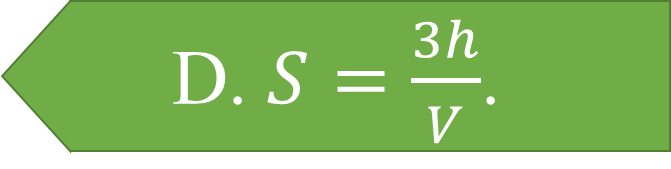 D. S = 3h/V.